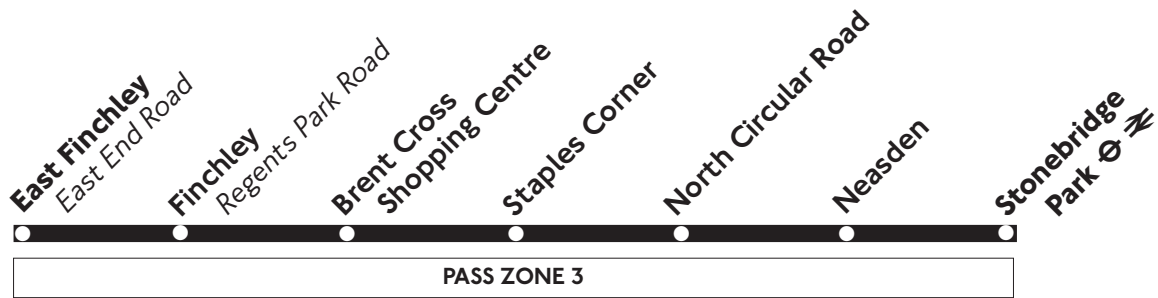 East Finchley
East End Road
Finchley
Regents Park Road
Brent Cross
Shopping Centre
Staples Corner
North Circular Road
Neasden
Stonebridge
Park
PASS ZONE 3